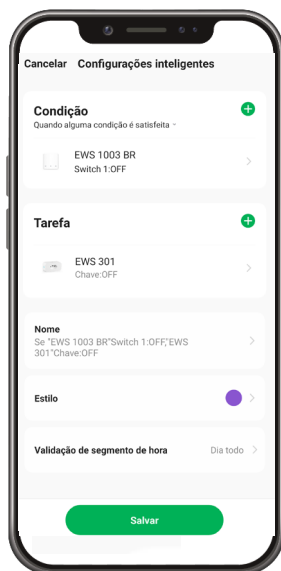 Cancelar Configurações inteligentes
Condição
Quando alguma condição é satisfeita
EWS 1003 BR
Switch 1:OFF
Tarefa
EWS 301
Chave:OFF
Nome
Se "EWS 1003 BR"Switch 1:OFF,"EWS
301"Chave:OFF
Estilo
Validação de segmento de hora Dia todo
Salvar